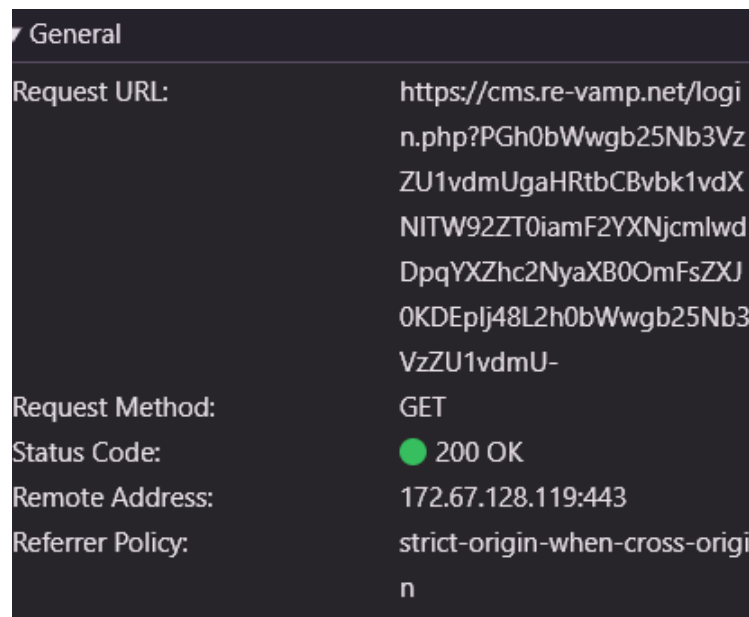 General
Request URL:
https://cms.re-vamp.net/logi
n.php?PGh0bWwgb25Nb3Vz
ZU1vdmUgaHRtbCBvbk1vdX
NlTW92ZT0iamF2YXNjcmlwd
DpqYXZhc2NyaXB0OmFsZXJ
0KDEpIj48L2h0bWwgb25Nb3
VzZU1vdmU-
Request Method: GET
Status Code: 200 OK
Remote Address: 172.67.128.119:443
Referrer Policy: strict-origin-when-cross-origi
n